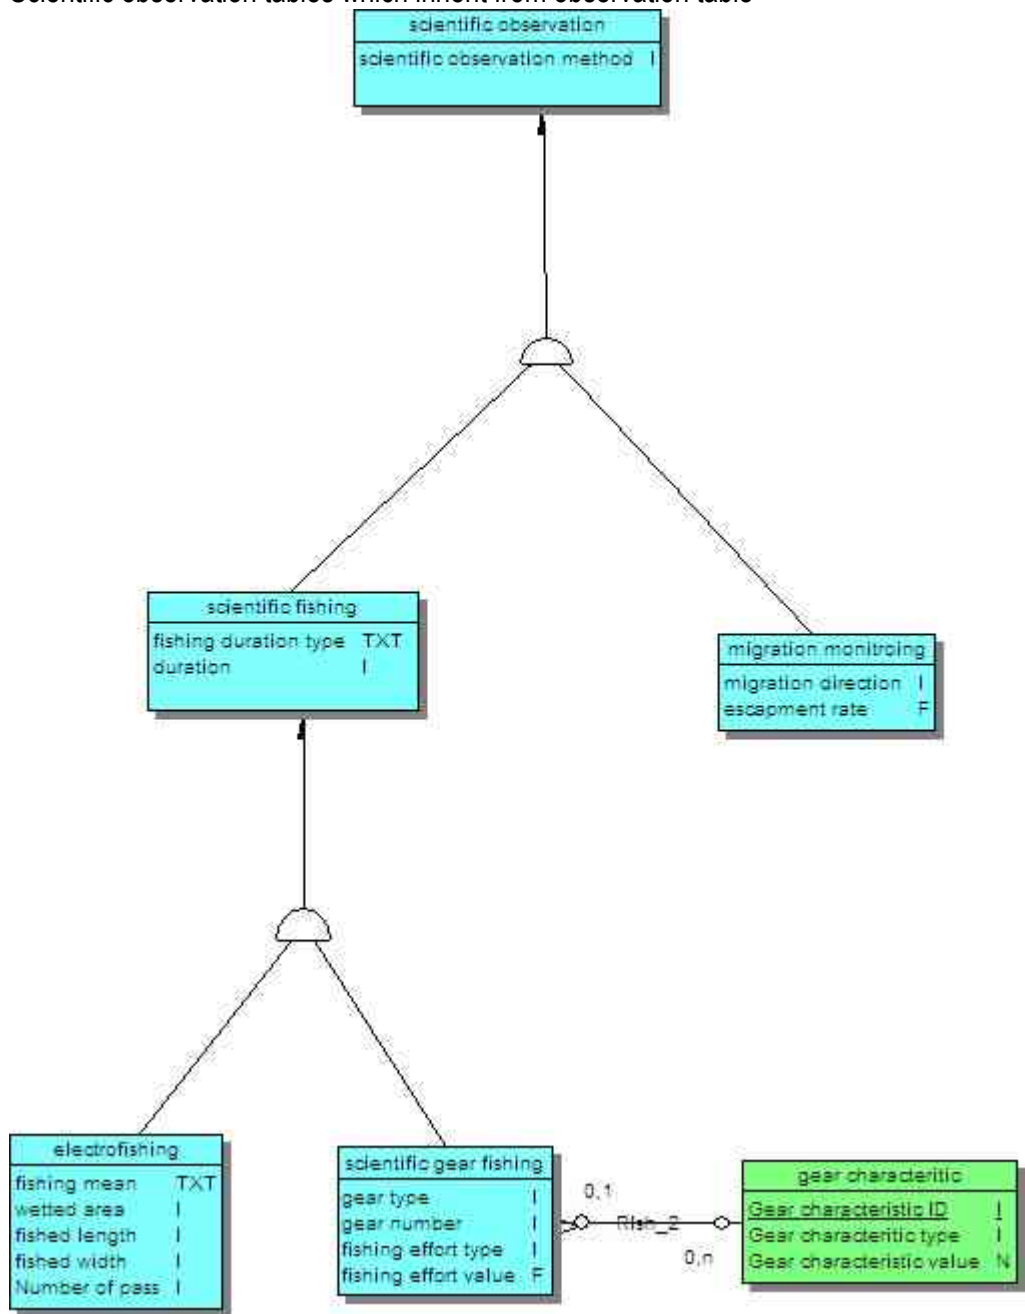 Scientific observation tables which inherit from observation table
scientific observation
scientific observation method I
scientific fishing
fishing duration type TXT
duration I
migration monitroing
migration direction I
escapment rate F
electrofishing
fishing mean TXT
wetted area I
fished length I
fished width I
Number of pass I
scientific gear fishing
gear type I
gear number I
fishing effort type I
fishing effort value F
0,1
Rlsh_2
0,n
gear characteritic
Gear characteristic ID I
Gear characteritic type I
Gear characteristic value N